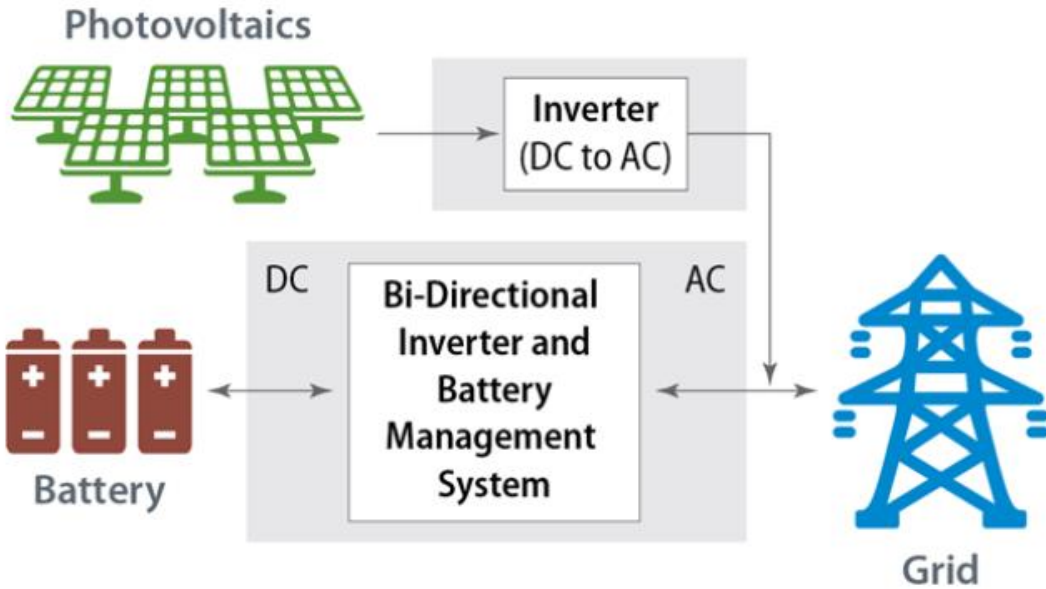 Photovoltaics
Inverter
(DC to AC)
DC
AC
Bi-Directional
Inverter and
Battery
Management
System
Battery
Grid